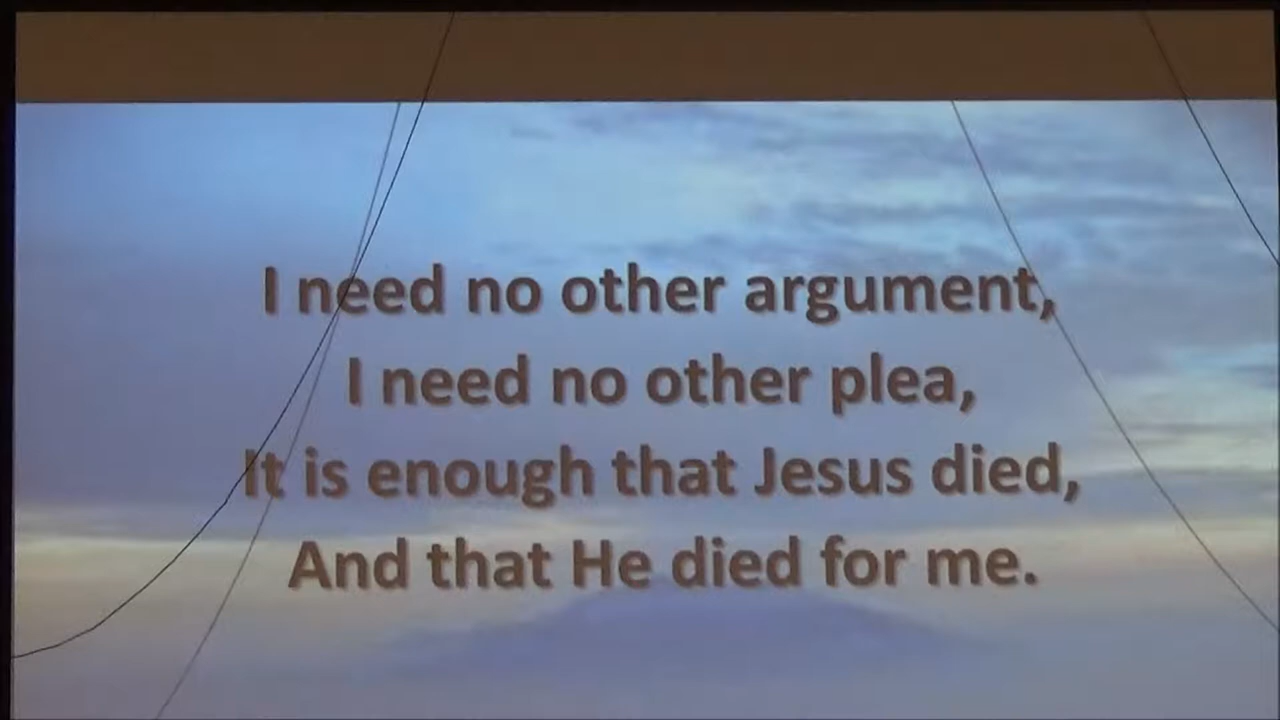 I need no other argument,
I need no other plea,
It is enough that Jesus died,
And that He died for me.